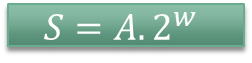 S = A. 2^w